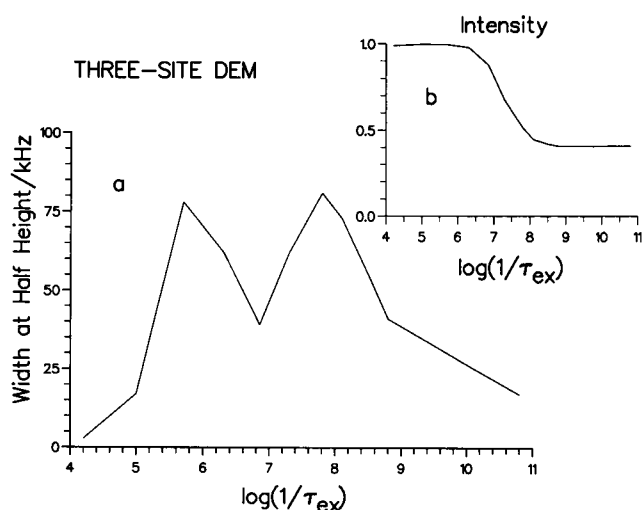 THREE-SITE DEM
Intensity
b
1.0
0.5
0.0
4 5 6 7 8 9 10 11
log(1/τex)
a
Width at Half Height/kHz
100
75
50
25
0
4 5 6 7 8 9 10 11
log(1/τex)